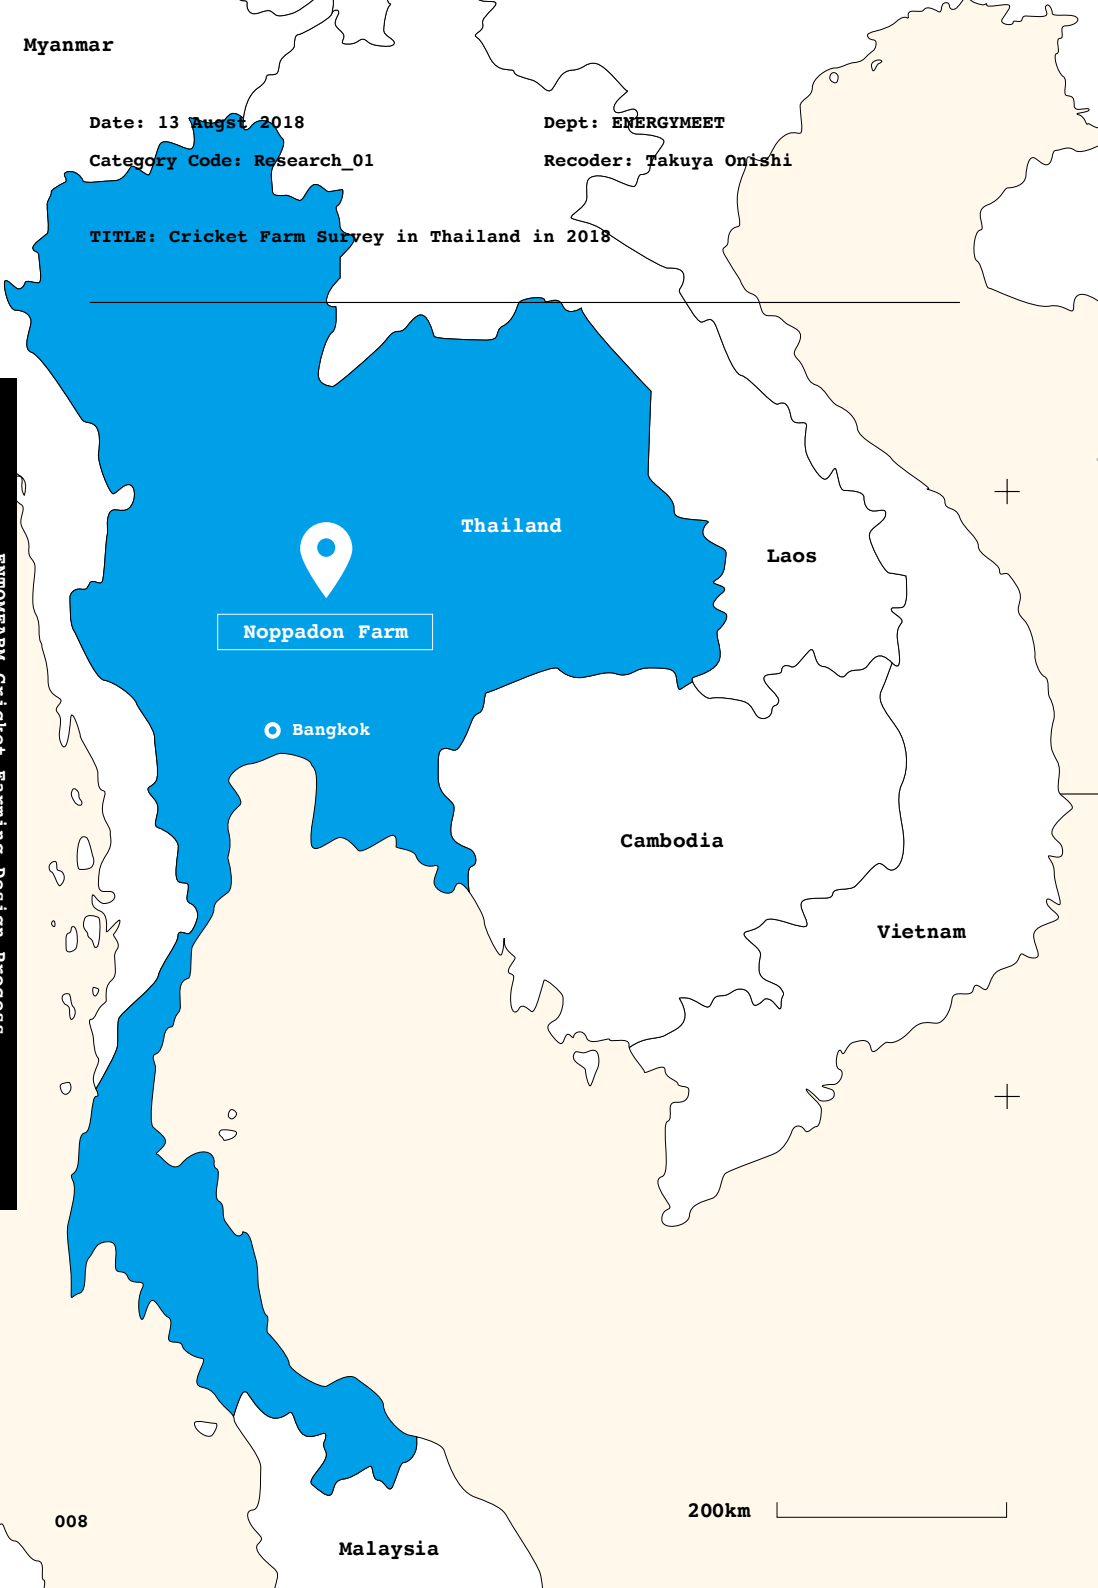 Myanmar
Date: 13 Augst 2018
Dept: ENERGYMEET
Category Code: Research_01
Recoder: Takuya Onishi
TITLE: Cricket Farm Survey in Thailand in 2018
Thailand
Laos
Noppadon Farm
Bangkok
Cambodia
Vietnam
200km
008
Malaysia